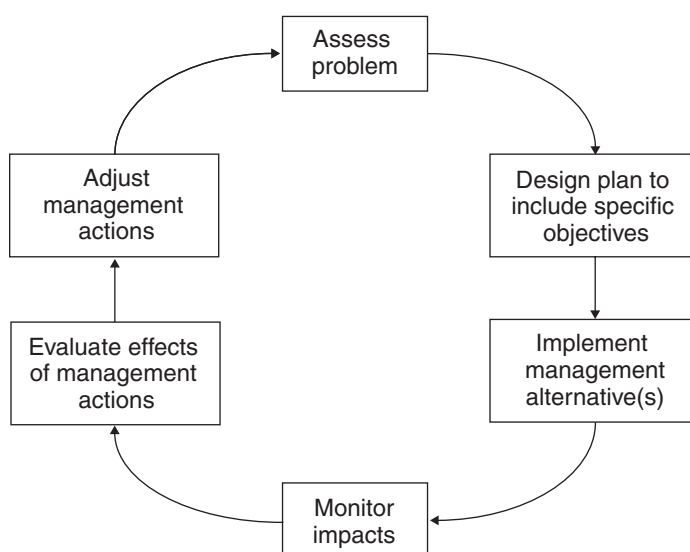 Assess
problem
Design plan to
include specific
objectives
Implement
management
alternative(s)
Monitor
impacts
Evaluate effects
of management
actions
Adjust
management
actions